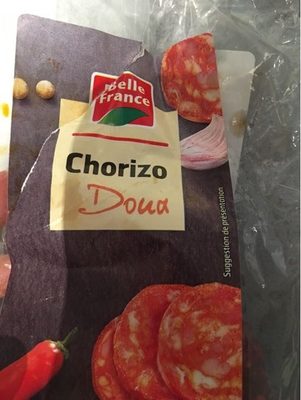 Belle
France
Chorizo
Doux
Suggestion de présentation